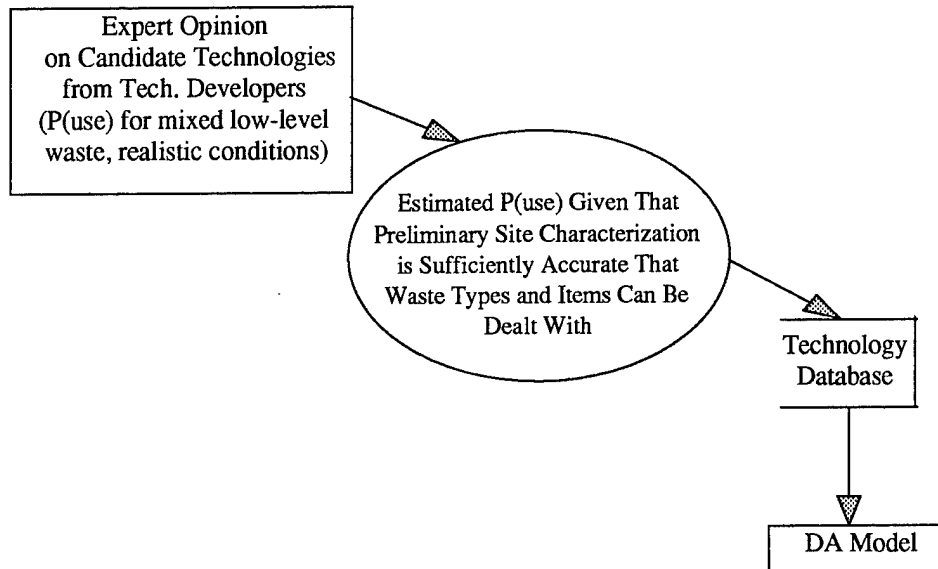 Expert Opinion
on Candidate Technologies
from Tech. Developers
(P(use) for mixed low-level
waste, realistic conditions)
Estimated P(use) Given That
Preliminary Site Characterization
is Sufficiently Accurate That
Waste Types and Items Can Be
Dealt With
Technology
Database
DA Model